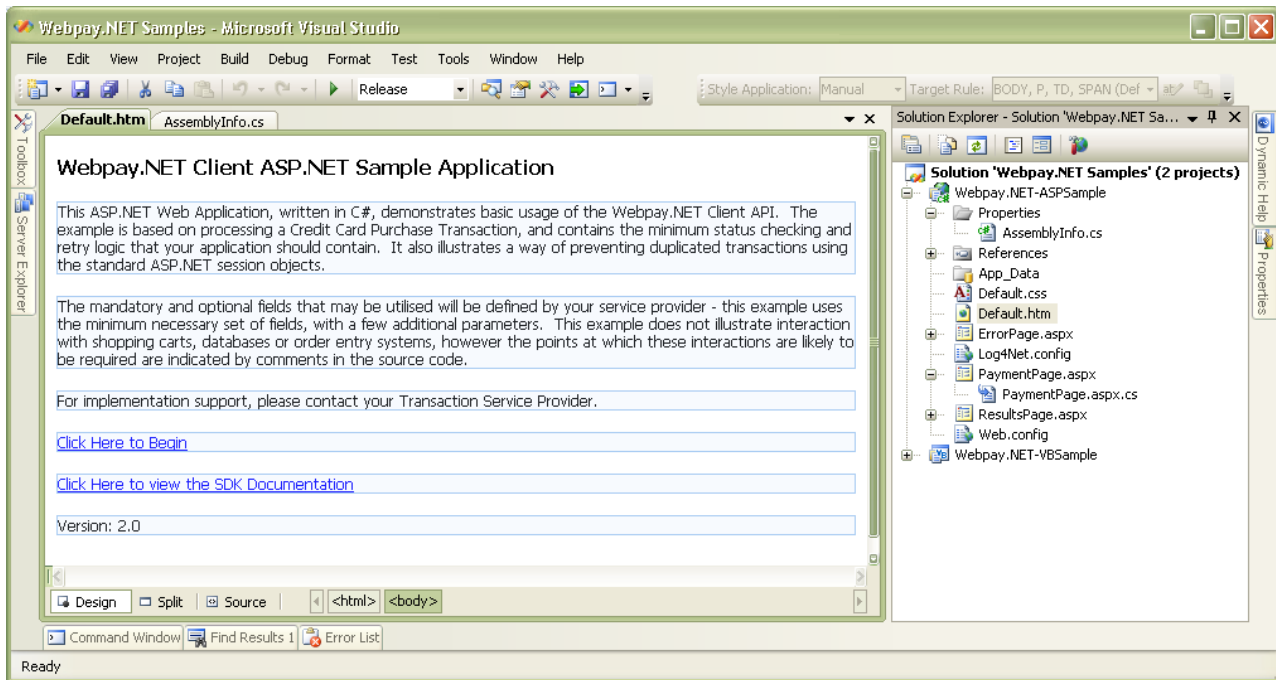 Webpay.NET Samples - Microsoft Visual Studio
File Edit View Project Build Debug Format Test Tools Window Help
Release Style Application: Manual Target Rule: BODY, P, TD, SPAN (Def
Default.htm AssemblyInfo.cs
Toolbox
Server Explorer
Webpay.NET Client ASP.NET Sample Application
This ASP.NET Web Application, written in C#, demonstrates basic usage of the Webpay.NET Client API. The
example is based on processing a Credit Card Purchase Transaction, and contains the minimum status checking and
retry logic that your application should contain. It also illustrates a way of preventing duplicated transactions using
the standard ASP.NET session objects.
The mandatory and optional fields that may be utilised will be defined by your service provider - this example uses
the minimum necessary set of fields, with a few additional parameters. This example does not illustrate interaction
with shopping carts, databases or order entry systems, however the points at which these interactions are likely to
be required are indicated by comments in the source code.
For implementation support, please contact your Transaction Service Provider.
Click Here to Begin
Click Here to view the SDK Documentation
Version: 2.0
Design Split Source <html> <body>
Solution Explorer - Solution 'Webpay.NET Sa...
Solution 'Webpay.NET Samples' (2 projects)
Webpay.NET-ASPSample
Properties
AssemblyInfo.cs
References
App_Data
Default.css
Default.htm
ErrorPage.aspx
Log4Net.config
PaymentPage.aspx
PaymentPage.aspx.cs
ResultsPage.aspx
Web.config
Webpay.NET-VBSample
Dynamic Help
Properties
Command Window Find Results 1 Error List
Ready